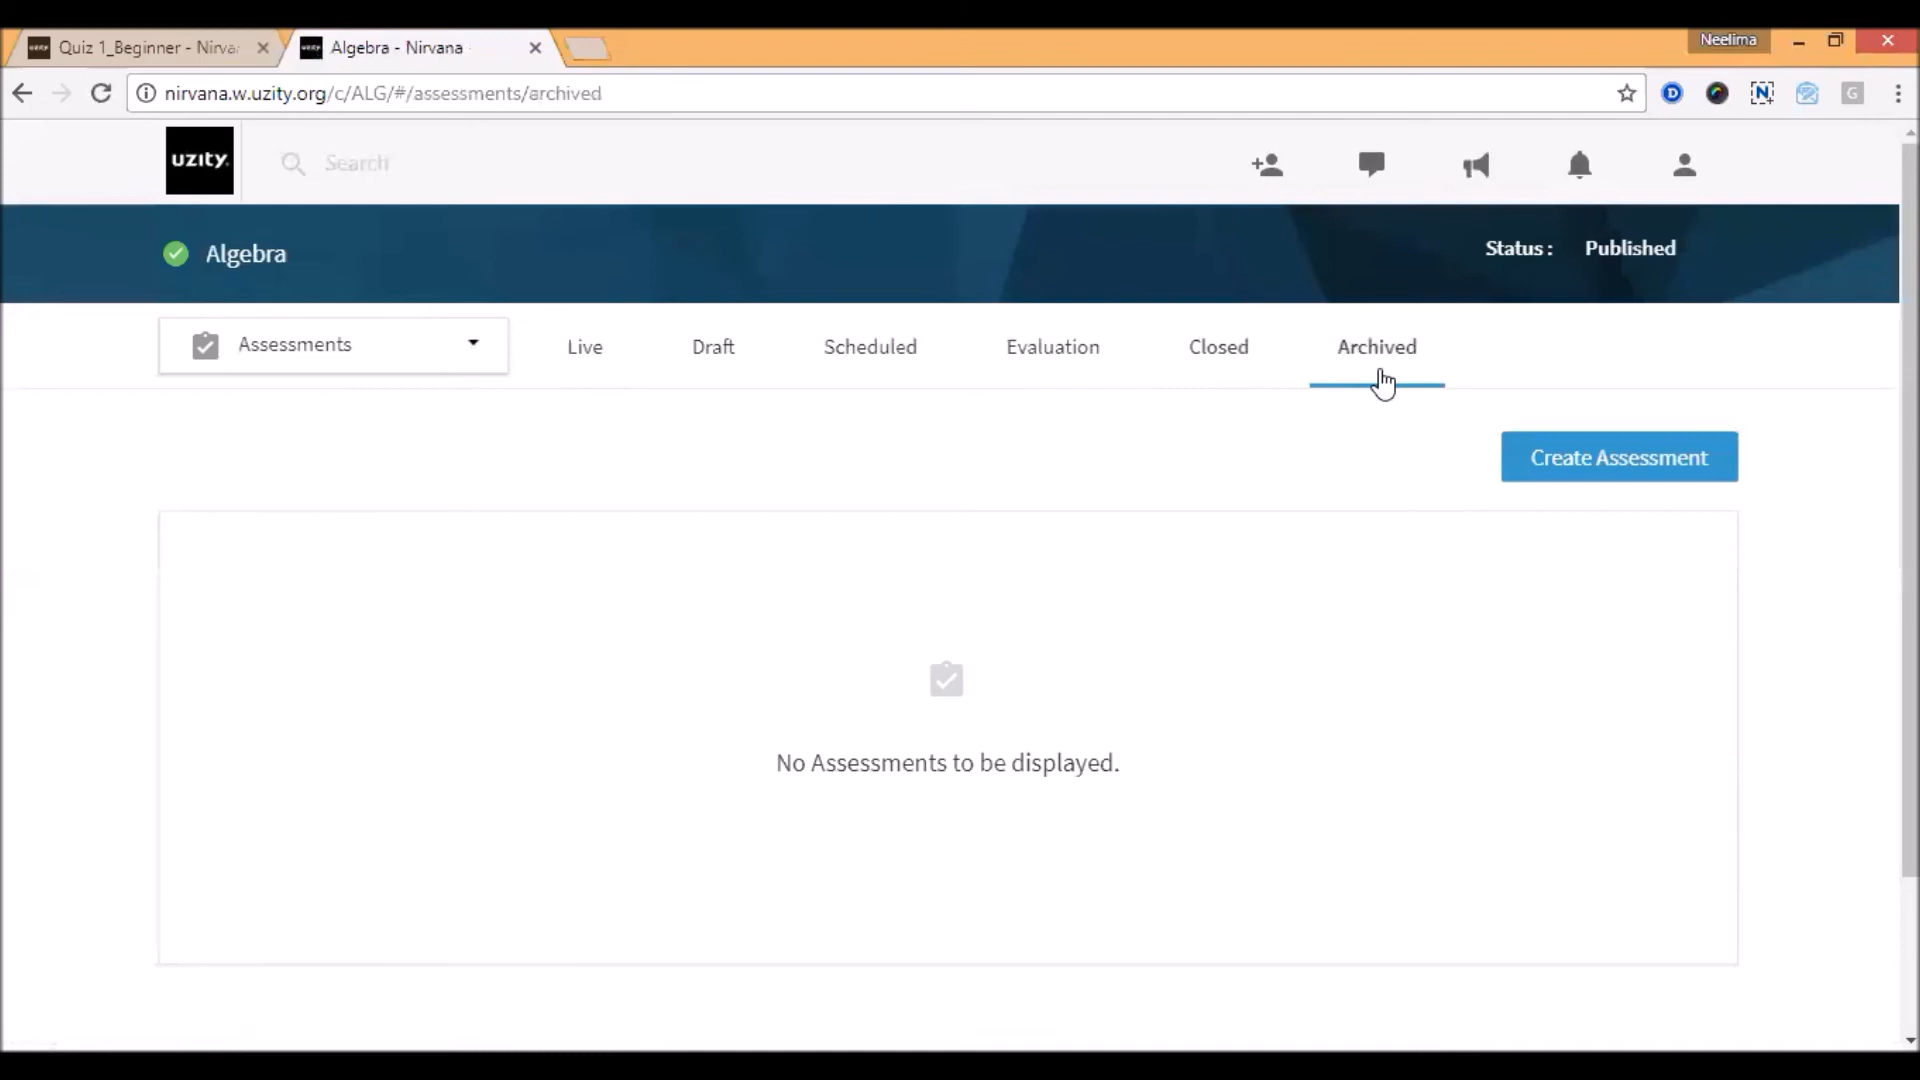 Quiz 1_Beginner - Nirva
Algebra - Nirvana
Neelima
nirvana.w.uzity.org/c/ALG/#/assessments/archived
uzity
Search
Algebra
Status : Published
Assessments
Live
Draft
Scheduled
Evaluation
Closed
Archived
Create Assessment
No Assessments to be displayed.